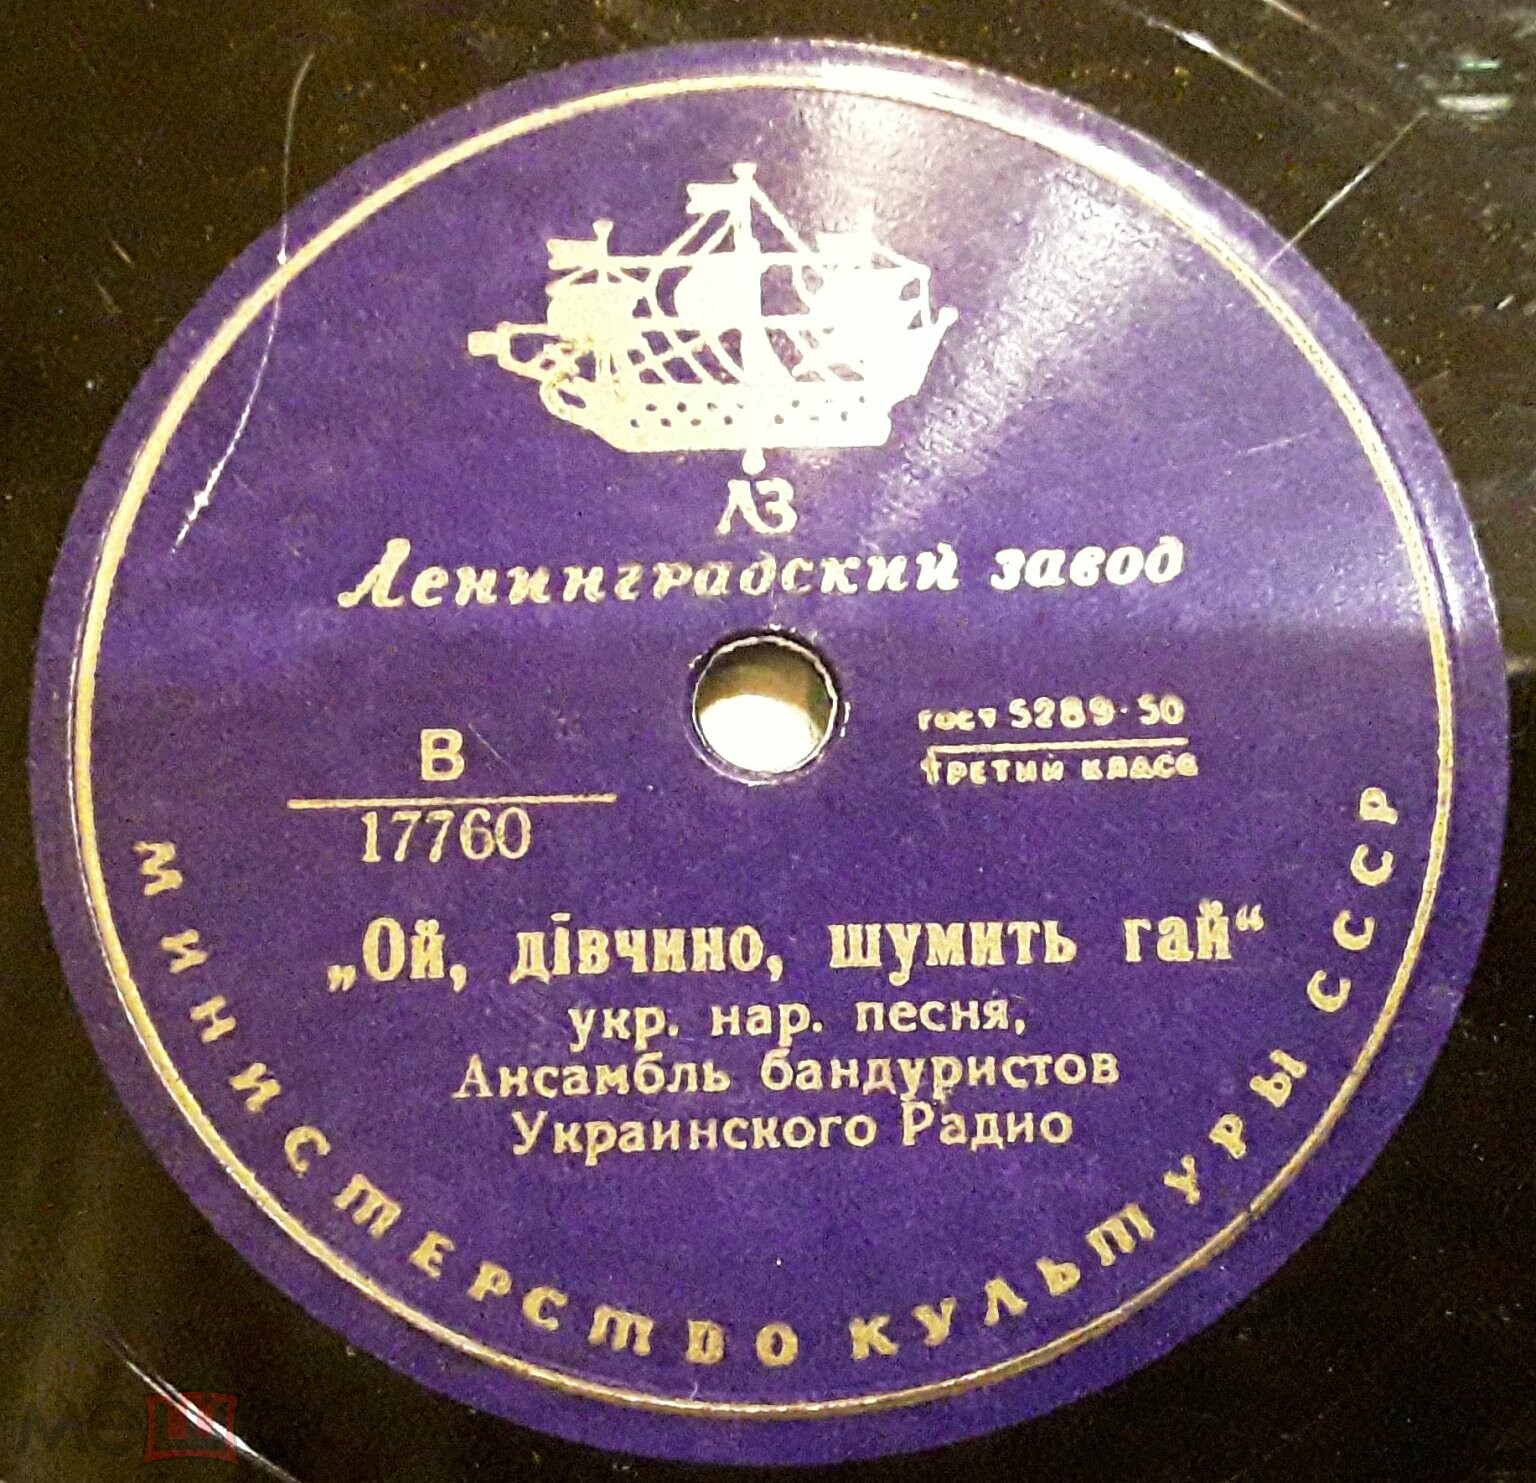 ЛЗ
Ленинградский завод
В
17760
гост 5289-50
ТРЕТИЙ КЛАСС
„Ой, дівчино, шумить гай“
укр. нар. песня,
Ансамбль бандуристов
Украинского Радио
МИНИСТЕРСТВО КУЛЬТУРЫ СССР